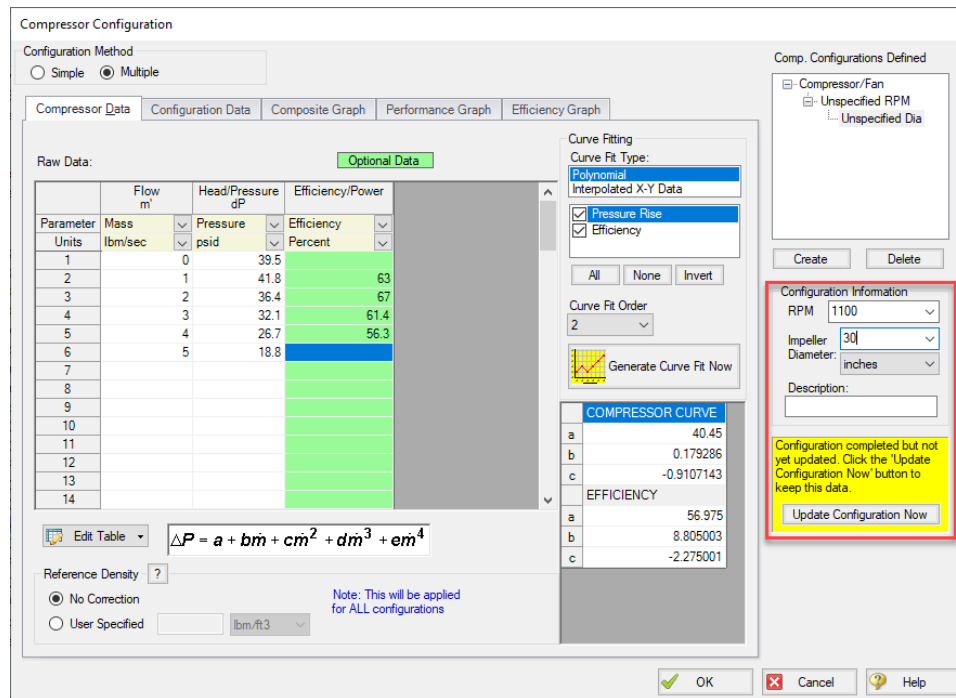 Compressor Configuration
Configuration Method
Simple Multiple
Compressor Data Configuration Data Composite Graph Performance Graph Efficiency Graph
Raw Data: Optional Data
Flow Head/Pressure Efficiency/Power
m' dP
Parameter Mass Pressure Efficiency
Units lbm/sec psid Percent
1 0 39.5
2 1 41.8 63
3 2 36.4 67
4 3 32.1 61.4
5 4 26.7 56.3
6 5 18.8
7
8
9
10
11
12
13
14
Edit Table
ΔP = a + bṁ + cṁ² + dṁ³ + eṁ⁴
Reference Density ?
No Correction
User Specified lbm/ft3
Note: This will be applied
for ALL configurations
Curve Fitting
Curve Fit Type:
Polynomial
Interpolated X-Y Data
Pressure Rise
Efficiency
All None Invert
Curve Fit Order
2
Generate Curve Fit Now
COMPRESSOR CURVE
a 40.45
b 0.179286
c -0.9107143
EFFICIENCY
a 56.975
b 8.805003
c -2.275001
Comp. Configurations Defined
Compressor/Fan
Unspecified RPM
Unspecified Dia
Create Delete
Configuration Information
RPM 1100
Impeller 30
Diameter: inches
Description:
Configuration completed but not
yet updated. Click the 'Update
Configuration Now' button to
keep this data.
Update Configuration Now
OK Cancel Help